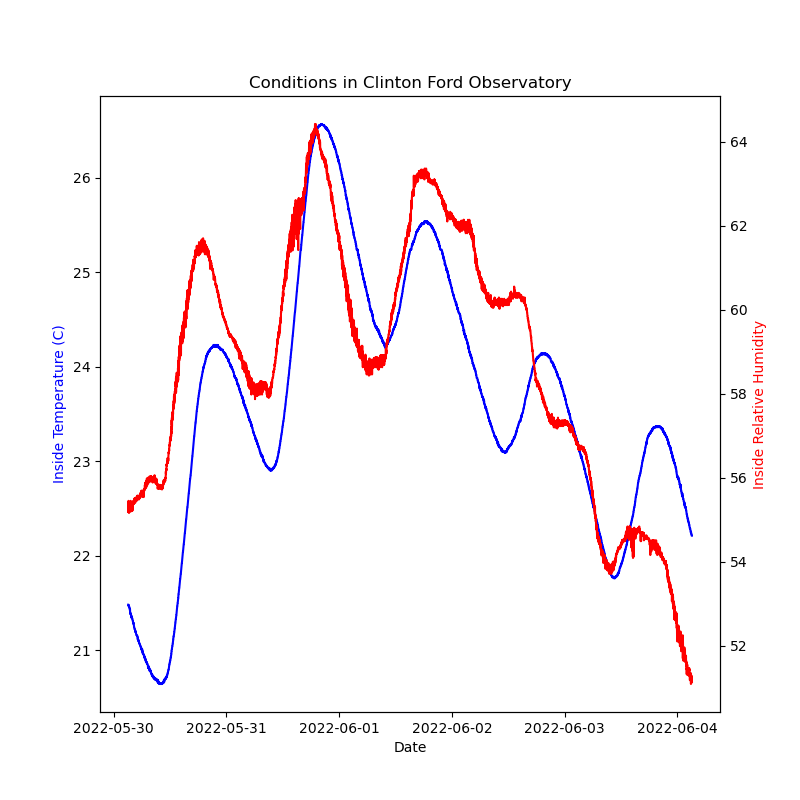 Conditions in Clinton Ford Observatory
Inside Temperature (C)
26
25
24
23
22
21
64
62
60
58
56
54
52
Inside Relative Humidity
2022-05-30 2022-05-31 2022-06-01 2022-06-02 2022-06-03 2022-06-04
Date